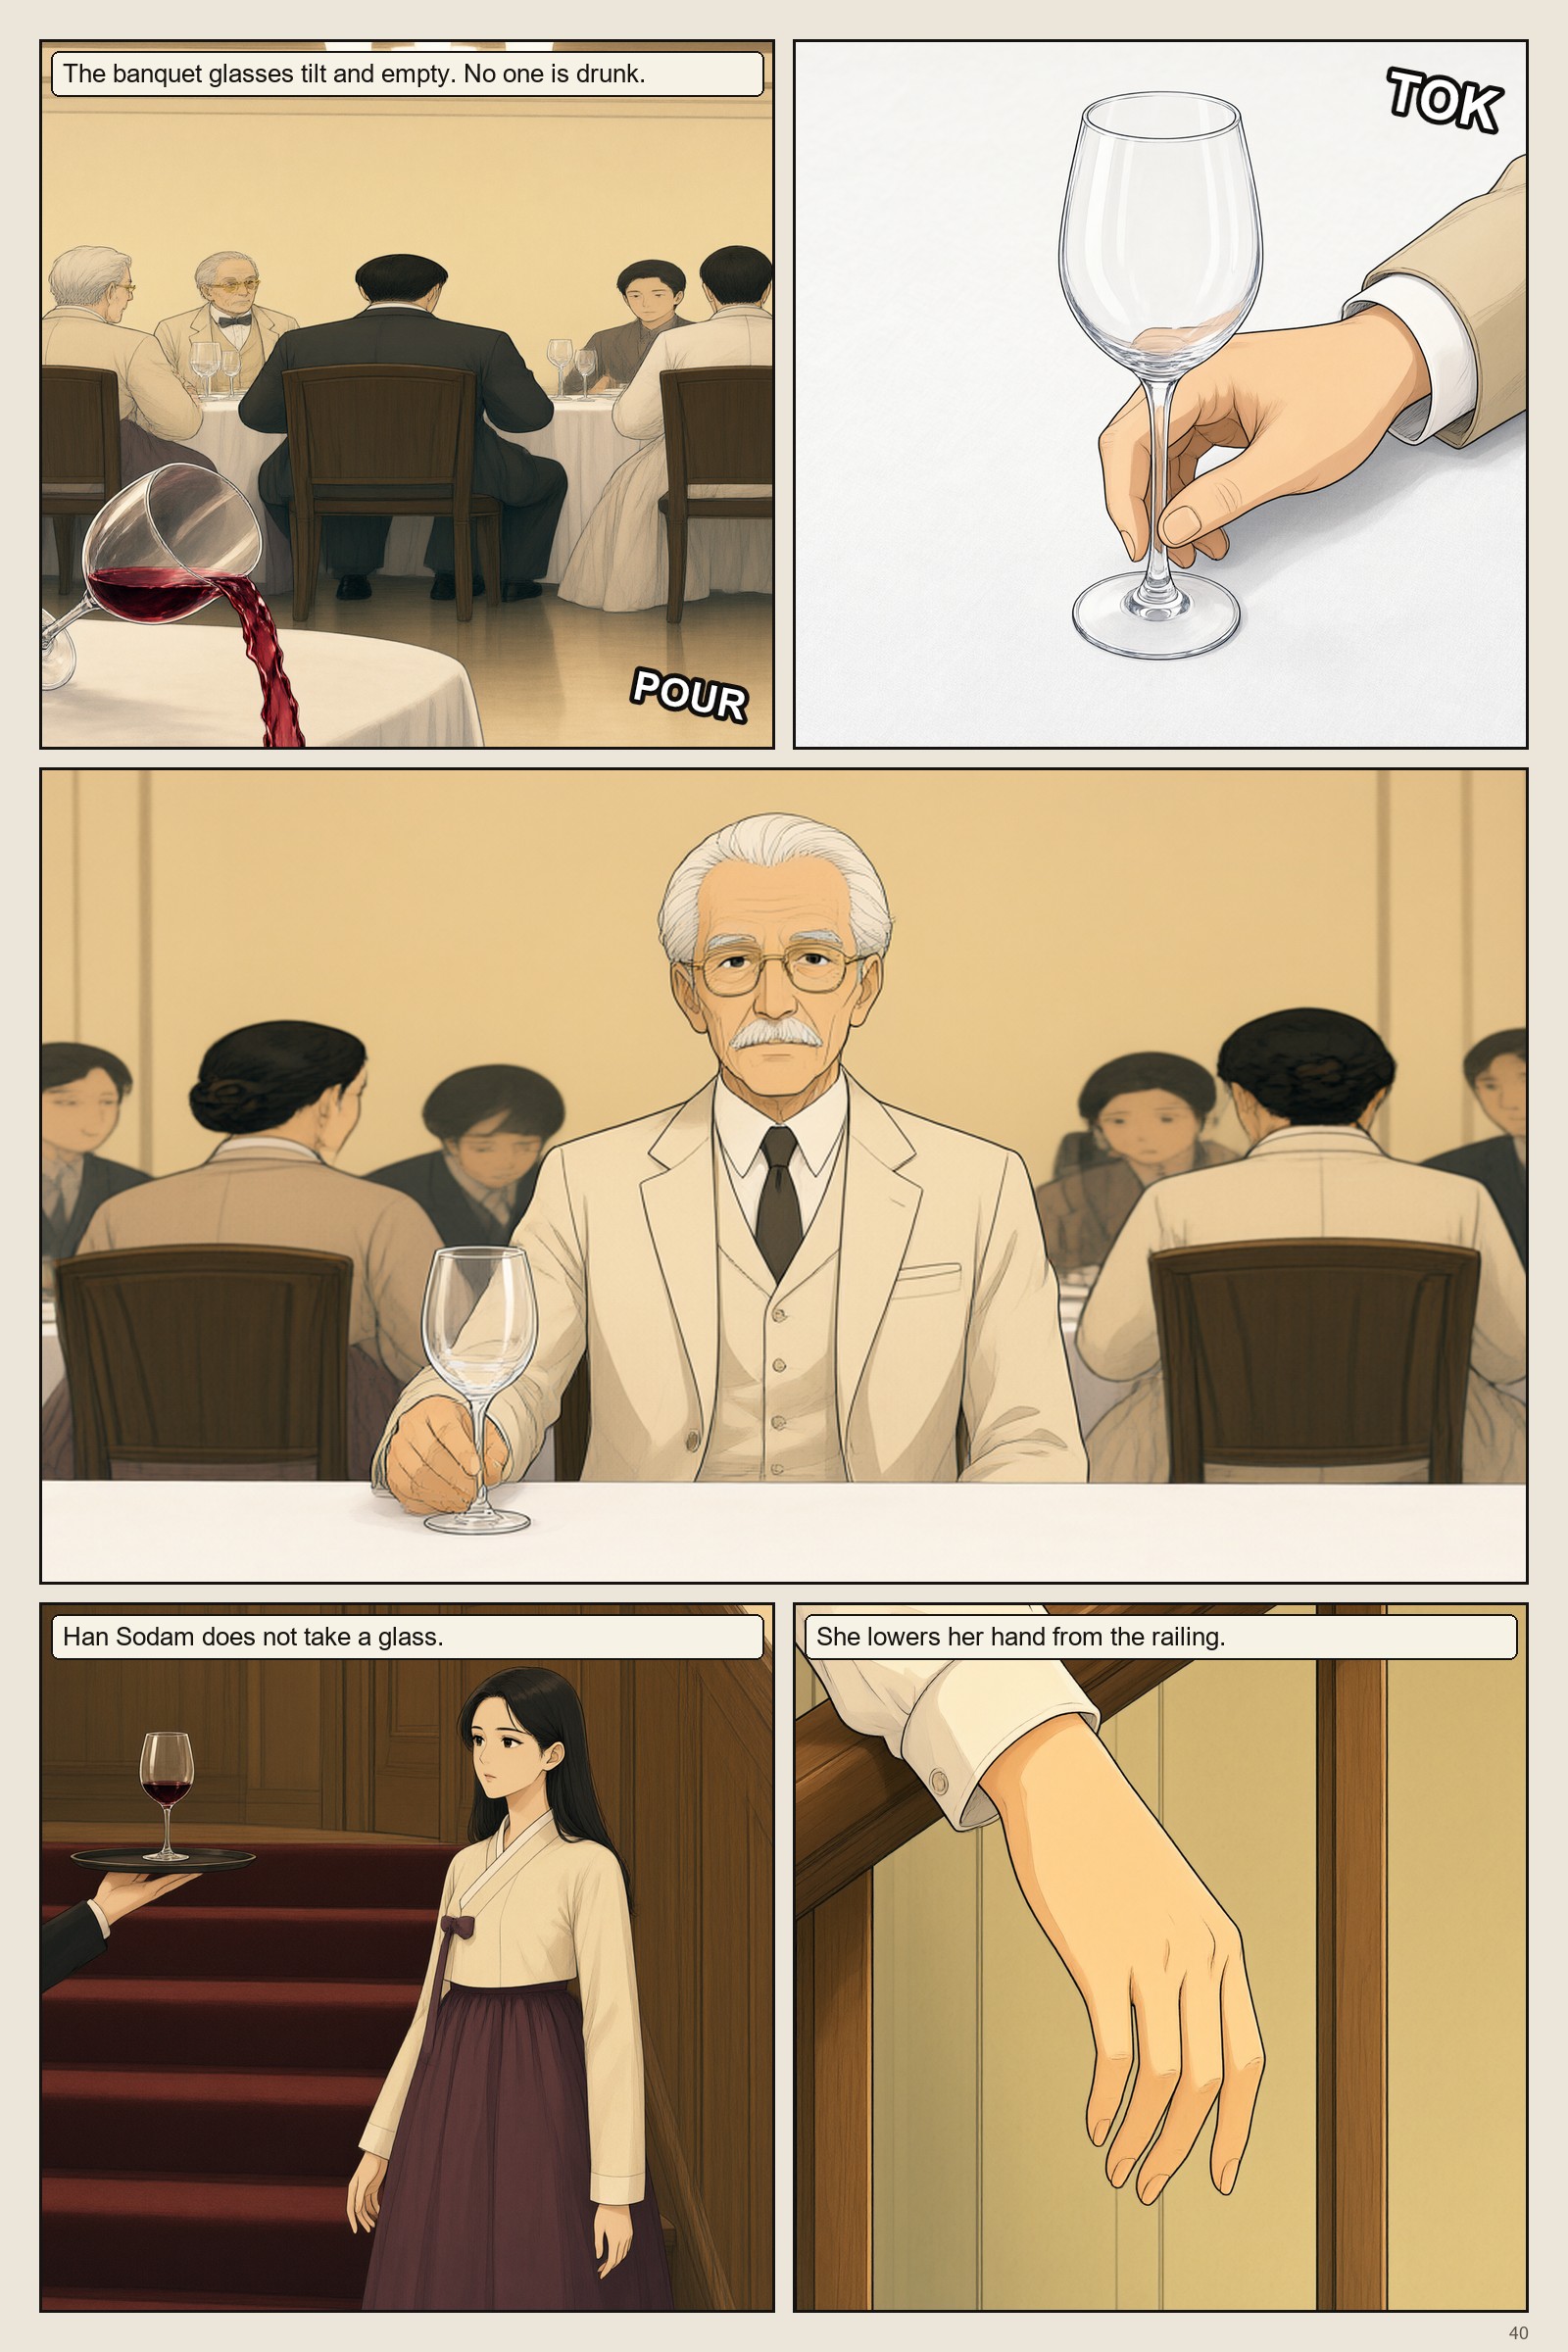 The banquet glasses tilt and empty. No one is drunk.
POUR
TOK
Han Sodam does not take a glass.
She lowers her hand from the railing.
40